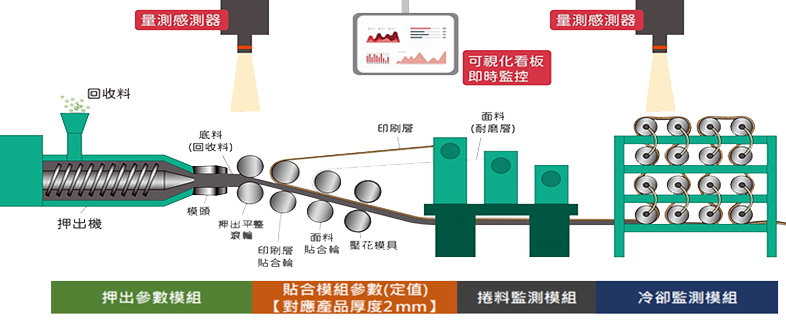 量測感測器
量測感測器
可視化看板
即時監控
回收料
底料
(回收料)
印刷層
面料
(耐磨層)
押出機
模頭
押出平整
滾輪
印刷層
貼合輪
面料
貼合輪
壓花模具
押出參數模組
貼合模組參數(定值)
【對應產品厚度2mm】
捲料監測模組
冷卻監測模組